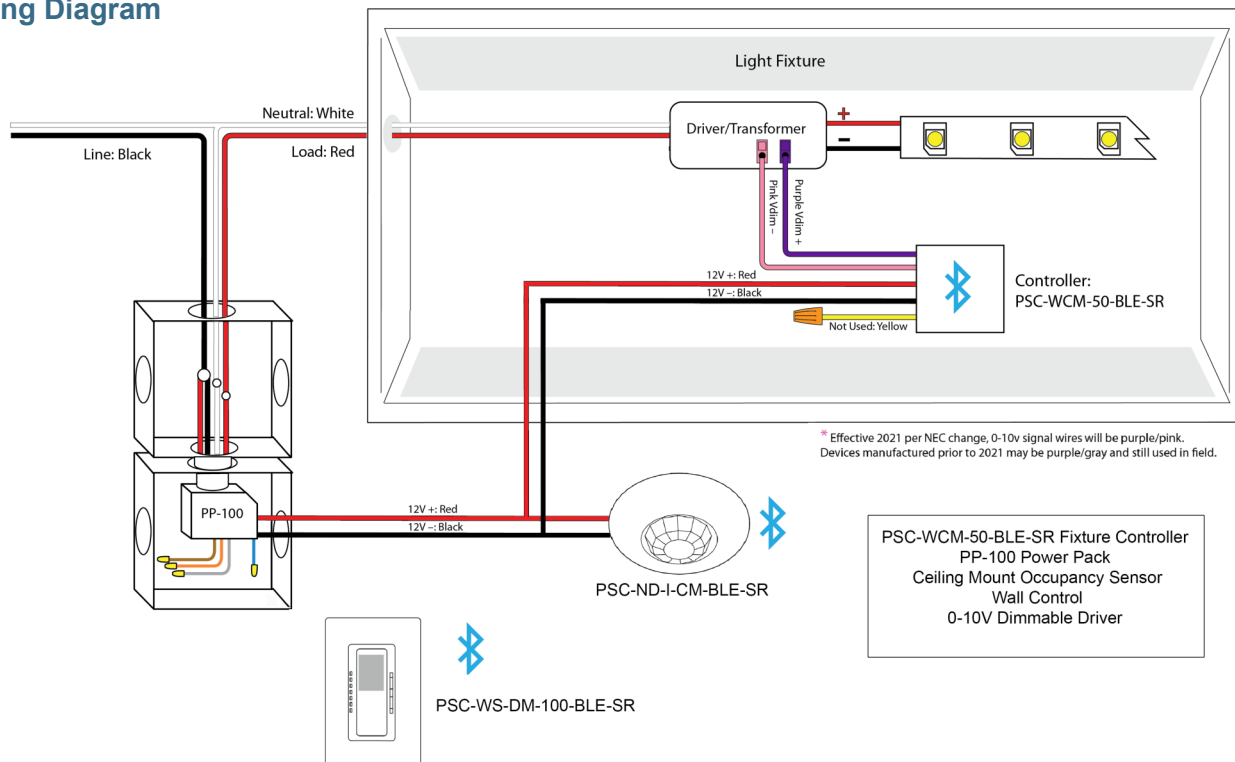 ng Diagram
Light Fixture
Neutral: White
Line: Black
Load: Red
Driver/Transformer
+
–
Pink Vdim –
Purple Vdim +
12V +: Red
12V –: Black
Not Used: Yellow
Controller:
PSC-WCM-50-BLE-SR
* Effective 2021 per NEC change, 0-10v signal wires will be purple/pink.
Devices manufactured prior to 2021 may be purple/gray and still used in field.
PP-100
12V +: Red
12V –: Black
PSC-ND-I-CM-BLE-SR
PSC-WCM-50-BLE-SR Fixture Controller
PP-100 Power Pack
Ceiling Mount Occupancy Sensor
Wall Control
0-10V Dimmable Driver
PSC-WS-DM-100-BLE-SR